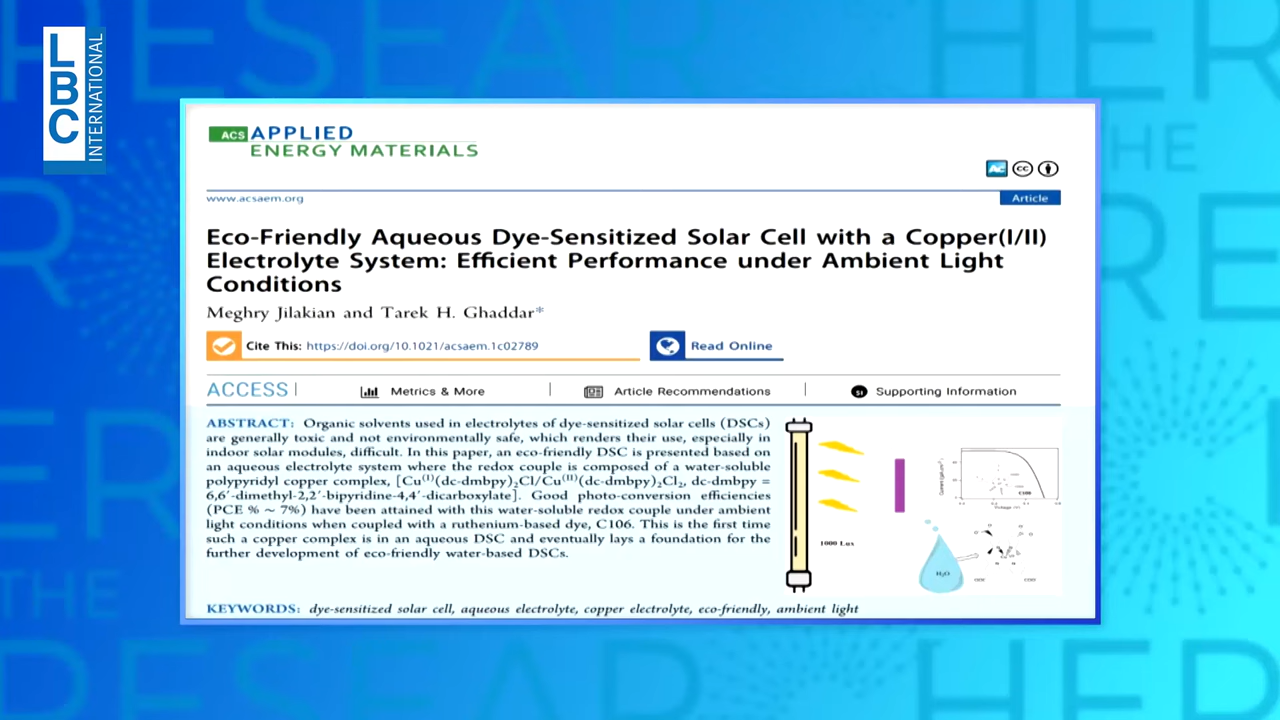 LBC
INTERNATIONAL
RESEAR
HER
THE
ACS APPLIED
ENERGY MATERIALS
www.acsaem.org
Article
Eco-Friendly Aqueous Dye-Sensitized Solar Cell with a Copper(I/II)
Electrolyte System: Efficient Performance under Ambient Light
Conditions
Meghry Jilakian and Tarek H. Ghaddar*
Cite This: https://doi.org/10.1021/acsaem.1c02789
Read Online
ACCESS
Metrics & More
Article Recommendations
SI Supporting Information
ABSTRACT: Organic solvents used in electrolytes of dye-sensitized solar cells (DSCs)
are generally toxic and not environmentally safe, which renders their use, especially in
indoor solar modules, difficult. In this paper, an eco-friendly DSC is presented based on
an aqueous electrolyte system where the redox couple is composed of a water-soluble
polypyridyl copper complex, [Cu⁽ᴵ⁾(dc-dmbpy)₂Cl/Cu⁽ᴵᴵ⁾(dc-dmbpy)₂Cl₂, dc-dmbpy =
6,6′-dimethyl-2,2′-bipyridine-4,4′-dicarboxylate]. Good photo-conversion efficiencies
(PCE % ∼ 7%) have been attained with this water-soluble redox couple under ambient
light conditions when coupled with a ruthenium-based dye, C106. This is the first time
such a copper complex is in an aqueous DSC and eventually lays a foundation for the
further development of eco-friendly water-based DSCs.
1000 Lux
C106
H₂O
KEYWORDS: dye-sensitized solar cell, aqueous electrolyte, copper electrolyte, eco-friendly, ambient light
THE
RESEAR
HER